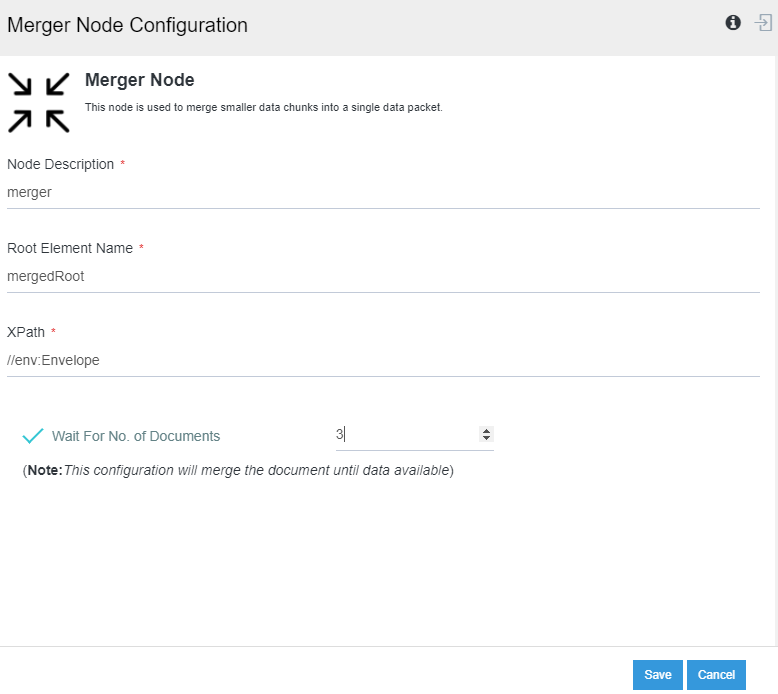 Merger Node Configuration
Merger Node
This node is used to merge smaller data chunks into a single data packet.
Node Description *
merger
Root Element Name *
mergedRoot
XPath *
//env:Envelope
Wait For No. of Documents 3
(Note:This configuration will merge the document until data available)
Save Cancel